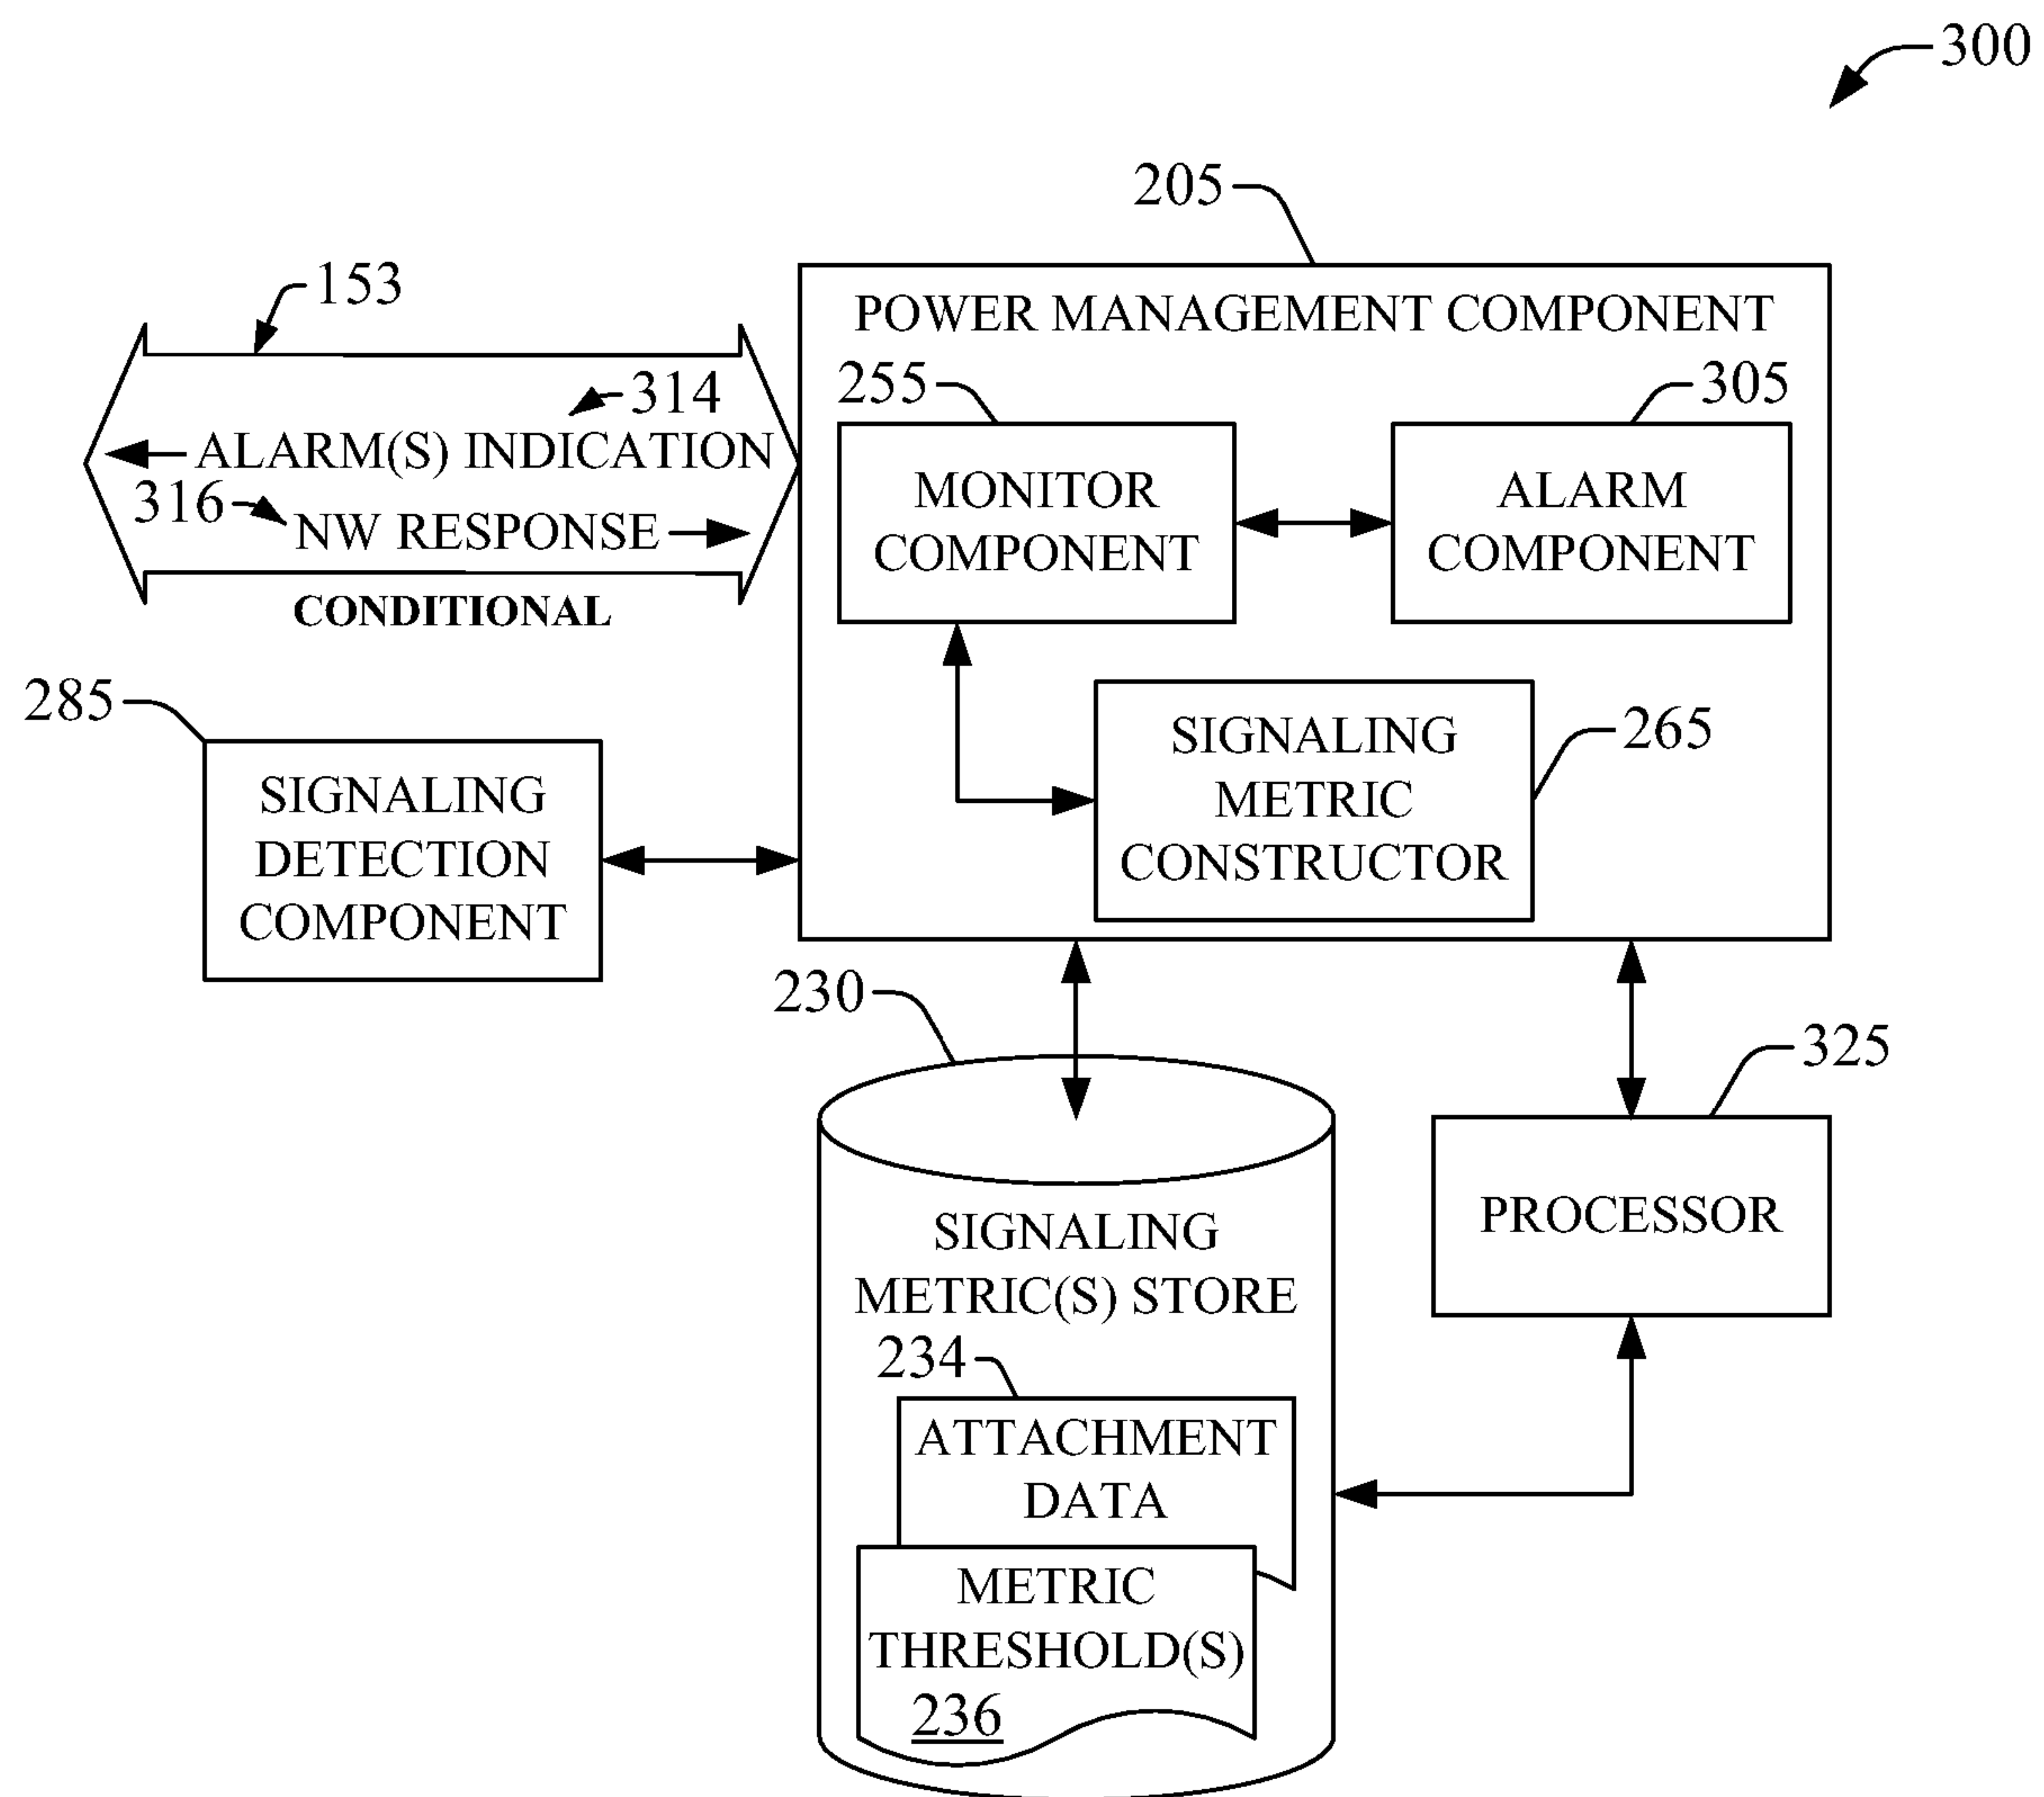 300
205
153
POWER MANAGEMENT COMPONENT
314
255
305
ALARM(S) INDICATION
316
NW RESPONSE
CONDITIONAL
MONITOR
COMPONENT
ALARM
COMPONENT
285
SIGNALING
METRIC
CONSTRUCTOR
265
SIGNALING
DETECTION
COMPONENT
230
325
SIGNALING
METRIC(S) STORE
PROCESSOR
234
ATTACHMENT
DATA
METRIC
THRESHOLD(S)
236